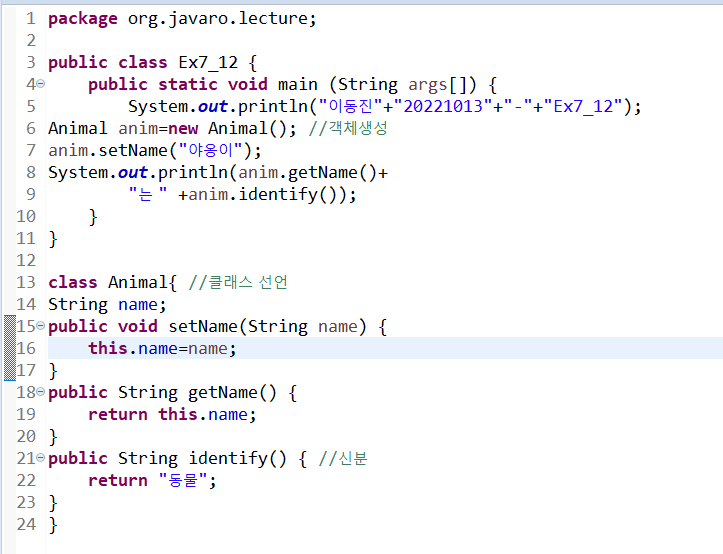 1 package org.javaro.lecture;
2
3 public class Ex7_12 {
4 public static void main (String args[]) {
5 System.out.println("이동진"+"20221013"+"-"+"Ex7_12");
6 Animal anim=new Animal(); //객체생성
7 anim.setName("야옹이");
8 System.out.println(anim.getName()+
9 "는 " +anim.identify());
10 }
11 }
12
13 class Animal{ //클래스 선언
14 String name;
15 public void setName(String name) {
16 this.name=name;
17 }
18 public String getName() {
19 return this.name;
20 }
21 public String identify() { //신분
22 return "동물";
23 }
24 }